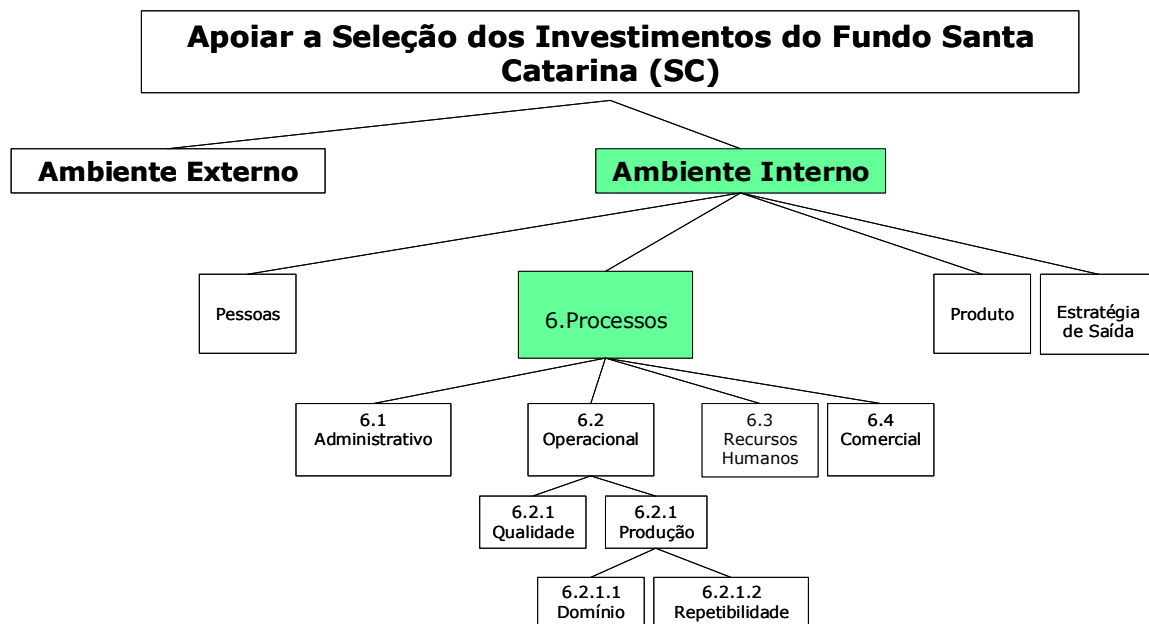 Apoiar a Seleção dos Investimentos do Fundo Santa
Catarina (SC)
Ambiente Externo
Ambiente Interno
Pessoas
6.Processos
Produto
Estratégia
de Saída
6.1
Administrativo
6.2
Operacional
6.3
Recursos
Humanos
6.4
Comercial
6.2.1
Qualidade
6.2.1
Produção
6.2.1.1
Domínio
6.2.1.2
Repetibilidade